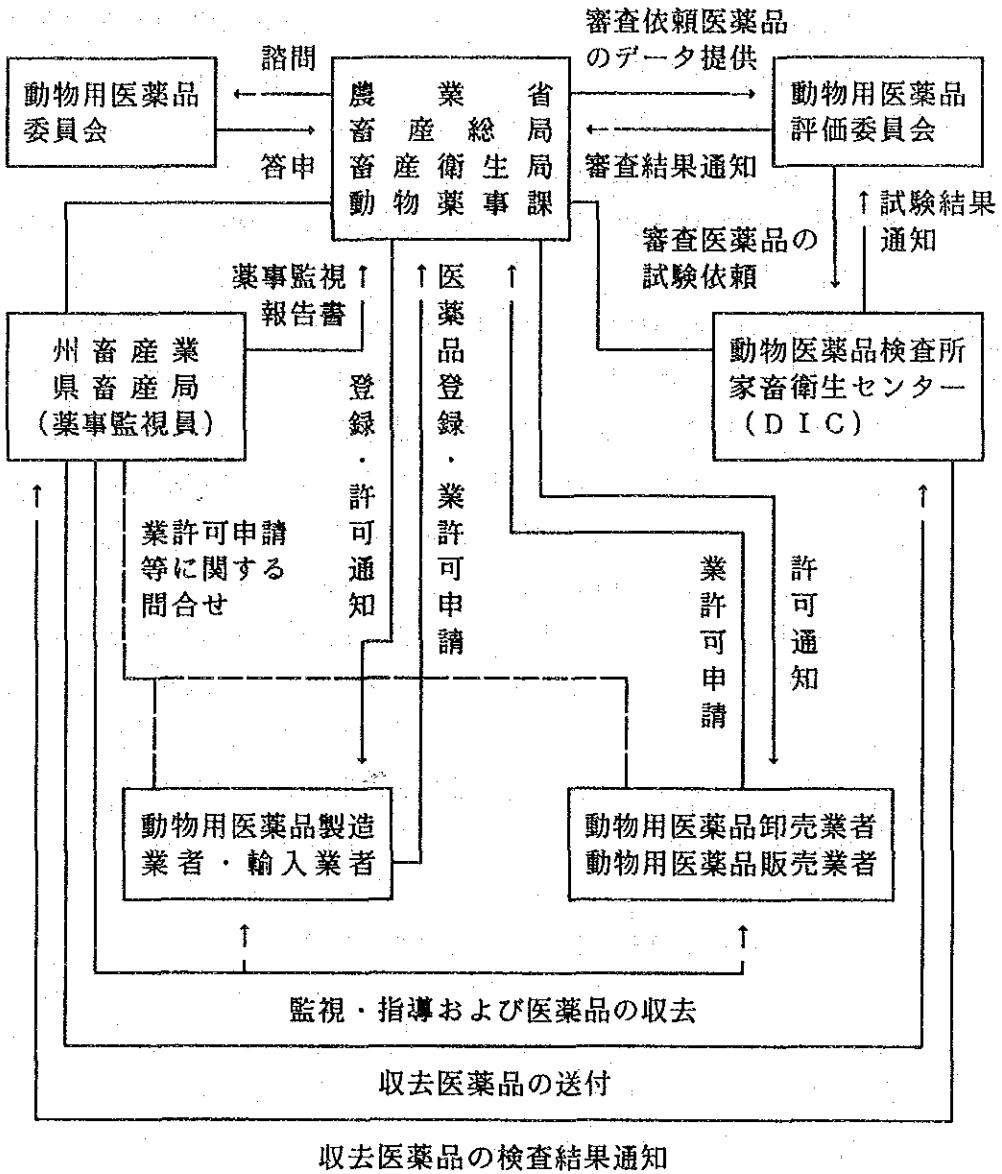 審査依頼医薬品
のデータ提供
諮問
動物用医薬品
委員会
答申
農業省
畜産総局
畜産衛生局
動物薬事課
動物用医薬品
評価委員会
審査結果通知
審査医薬品の
試験依頼
↑試験結果
通知
薬事監視
報告書
州畜産業
県畜産局
(薬事監視員)
動物医薬品検査所
家畜衛生センター
(DIC)
業許可申請
等に関する
問合せ
登録・許可通知
医薬品登録・業許可申請
業許可申請
許可通知
動物用医薬品製造
業者・輸入業者
動物用医薬品卸売業者
動物用医薬品販売業者
監視・指導および医薬品の収去
収去医薬品の送付
収去医薬品の検査結果通知